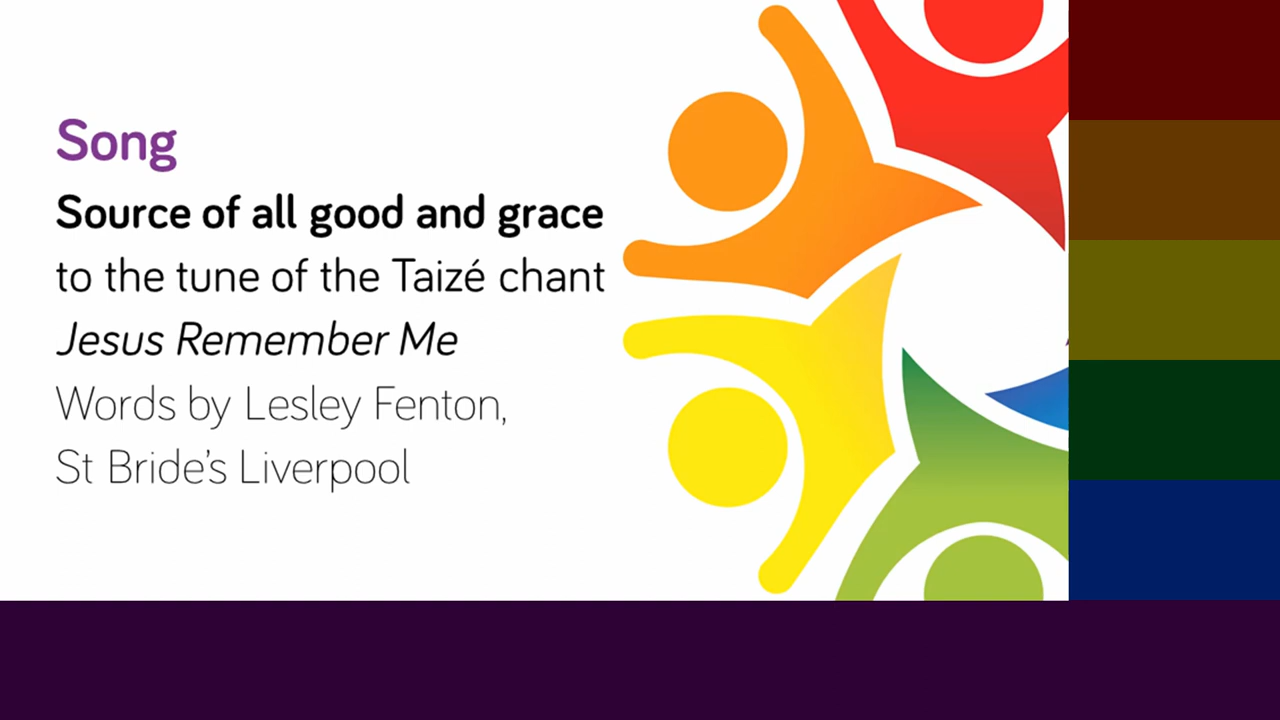 Song
Source of all good and grace
to the tune of the Taizé chant
Jesus Remember Me
Words by Lesley Fenton,
St Bride’s Liverpool